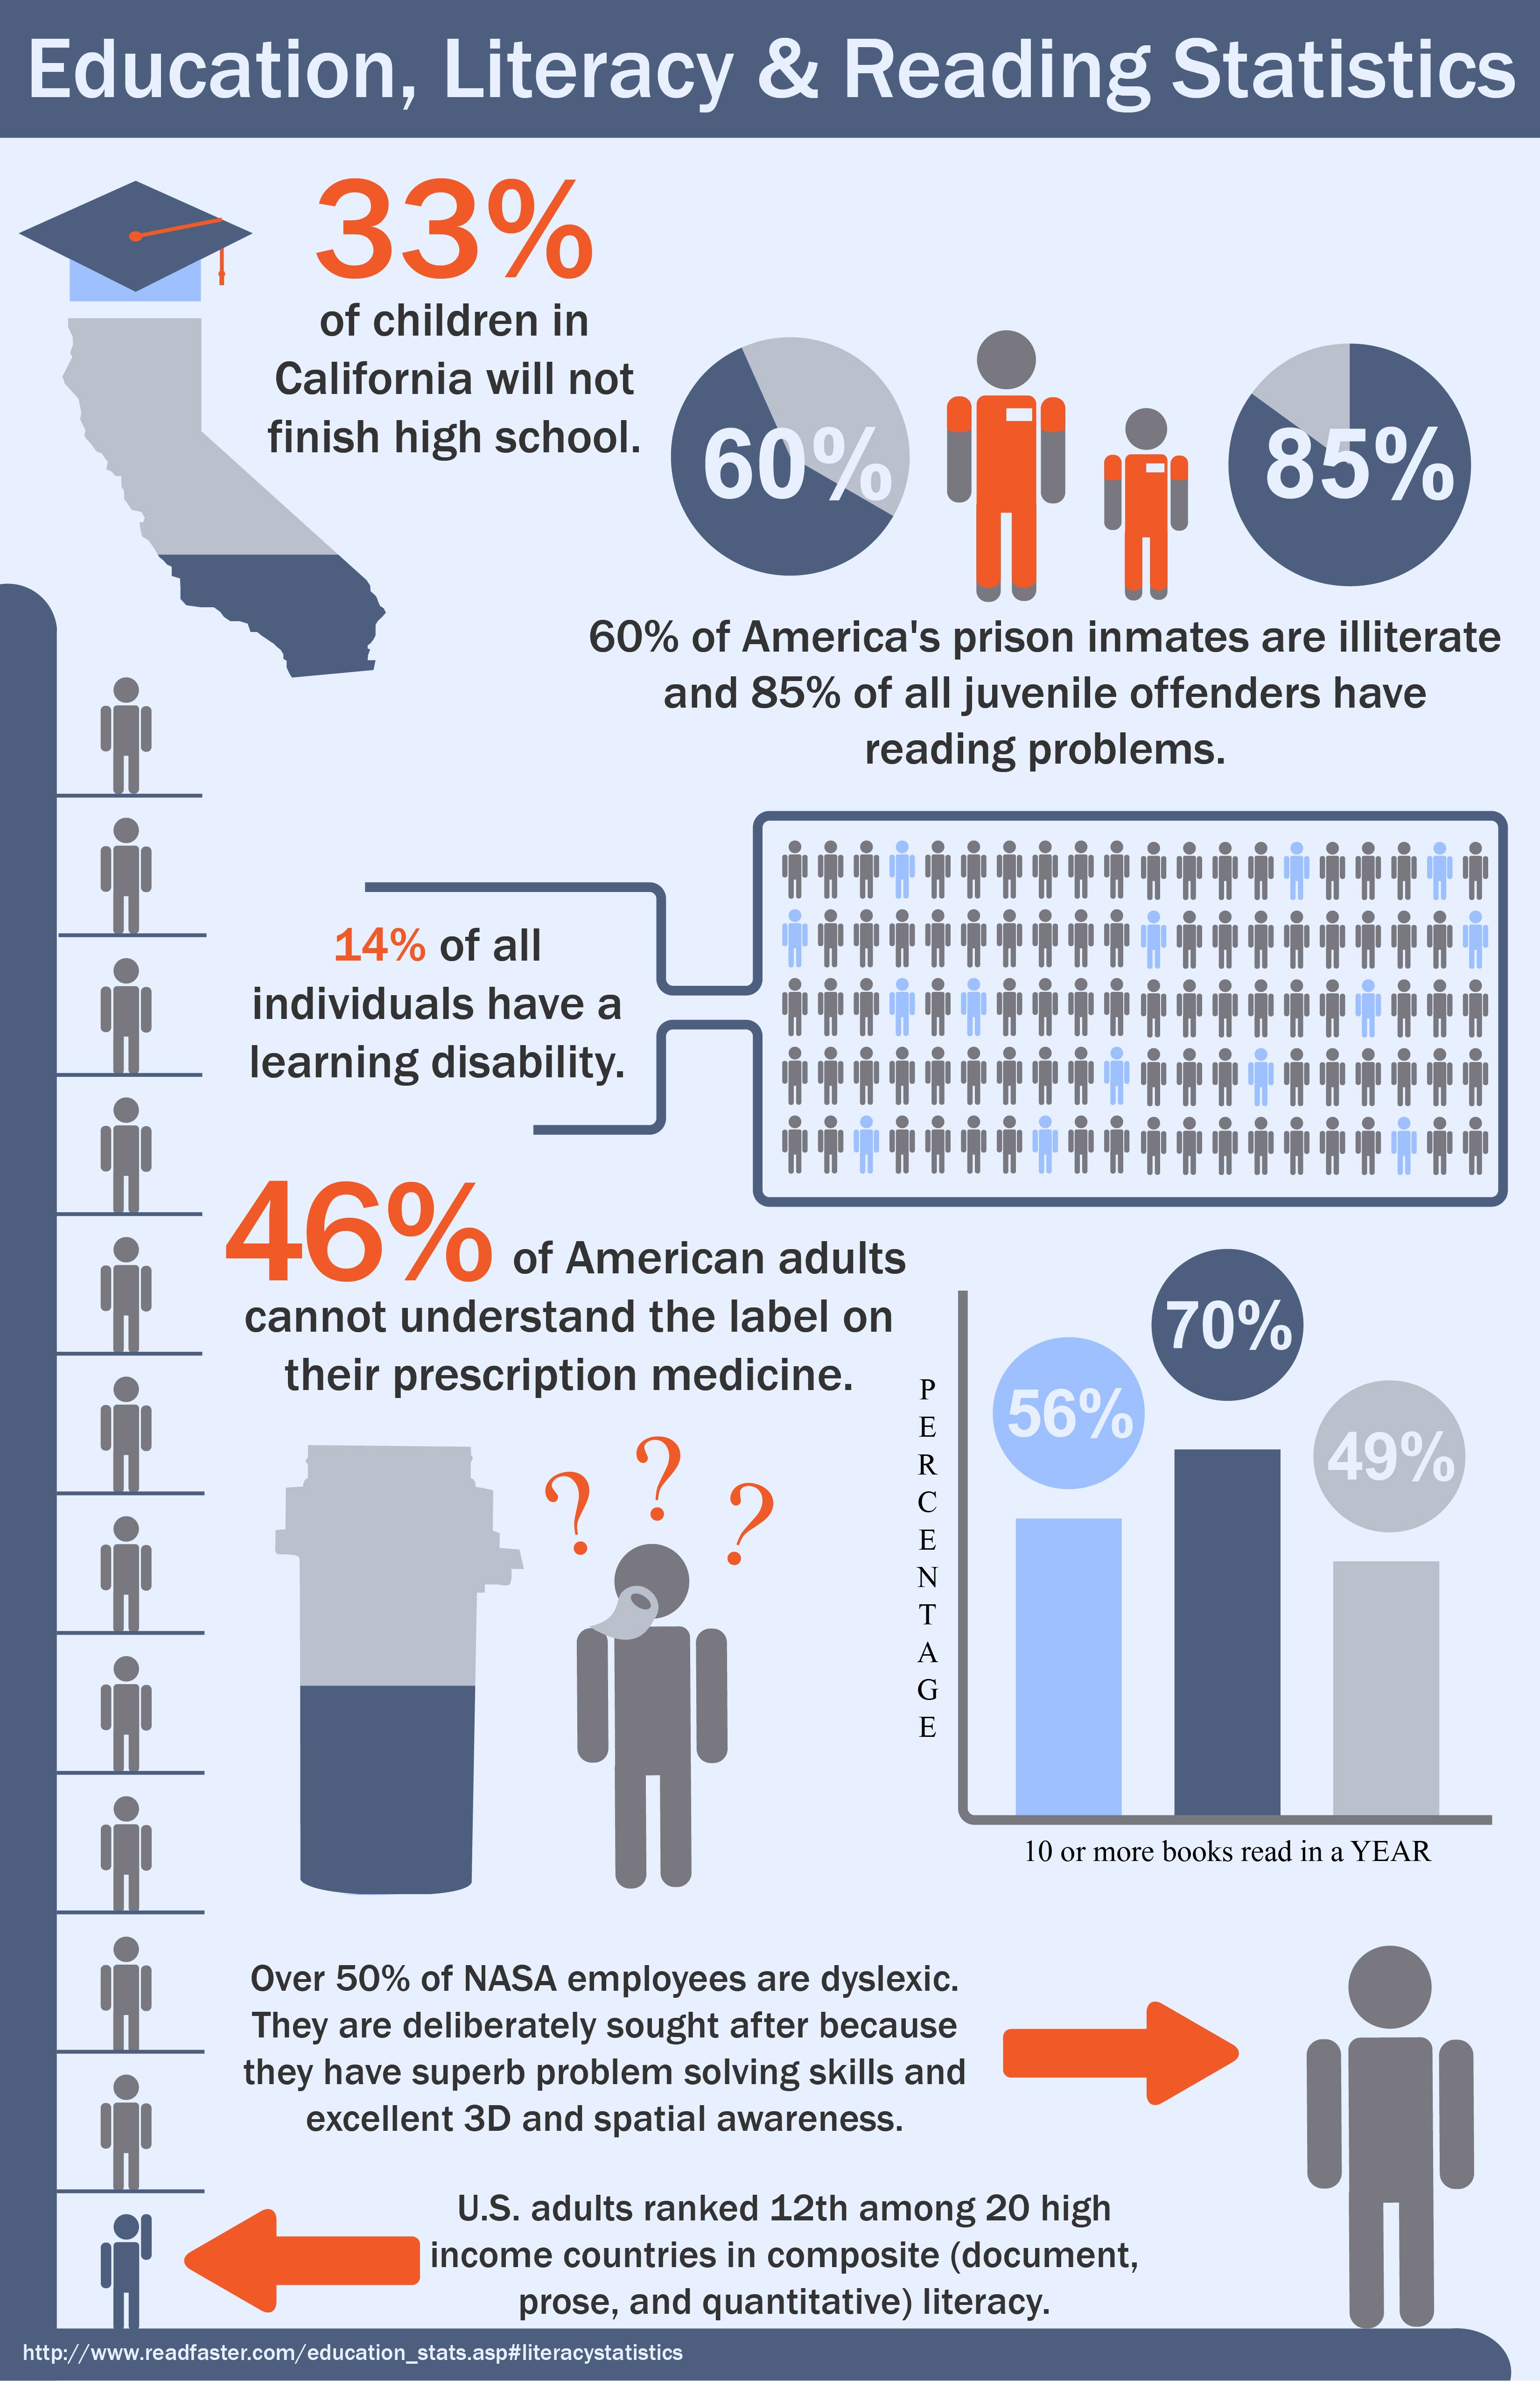 Education, Literacy & Reading Statistics
33%
of children in
California will not
finish high school.
60%
85%
60% of America's prison inmates are illiterate
and 85% of all juvenile offenders have
reading problems.
14% of all
individuals have a
learning disability.
46% of American adults
cannot understand the label on
their prescription medicine.
? ? ?
PERCENTAGE
56%
70%
49%
10 or more books read in a YEAR
Over 50% of NASA employees are dyslexic.
They are deliberately sought after because
they have superb problem solving skills and
excellent 3D and spatial awareness.
U.S. adults ranked 12th among 20 high
income countries in composite (document,
prose, and quantitative) literacy.
http://www.readfaster.com/education_stats.asp#literacystatistics